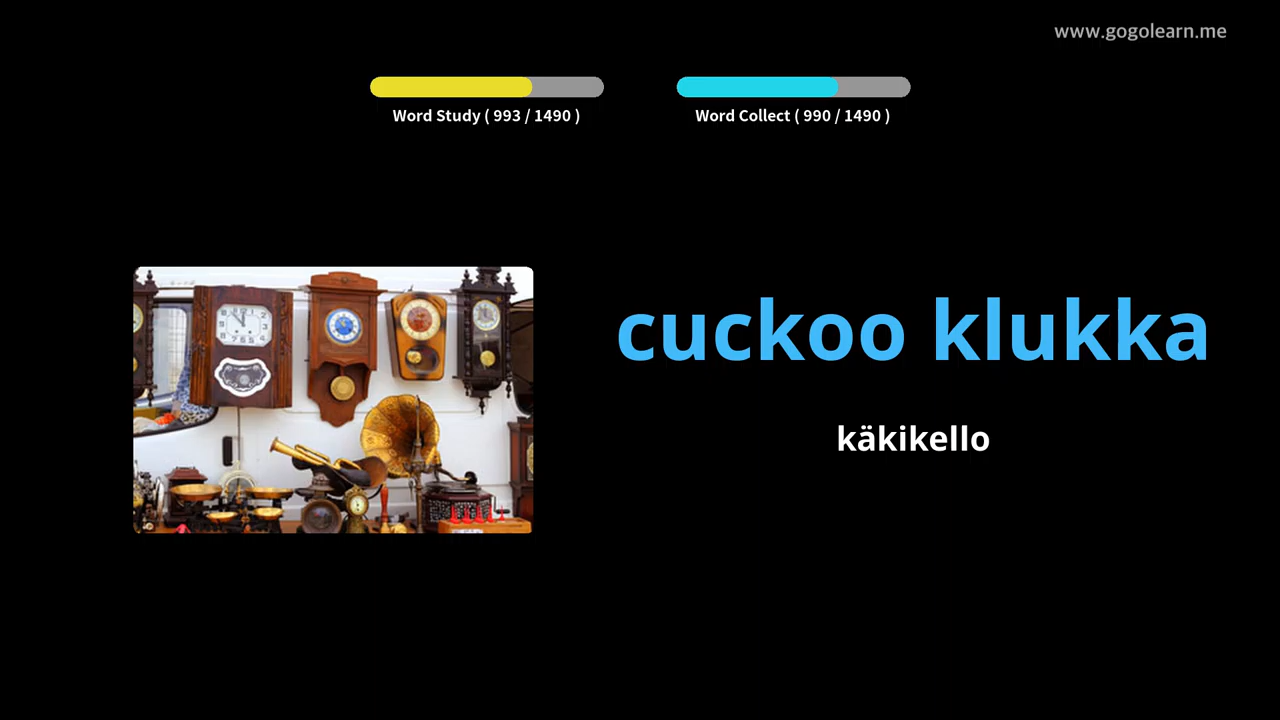 www.gogolearn.me
Word Study ( 993 / 1490 )
Word Collect ( 990 / 1490 )
cuckoo klukka
käkikello